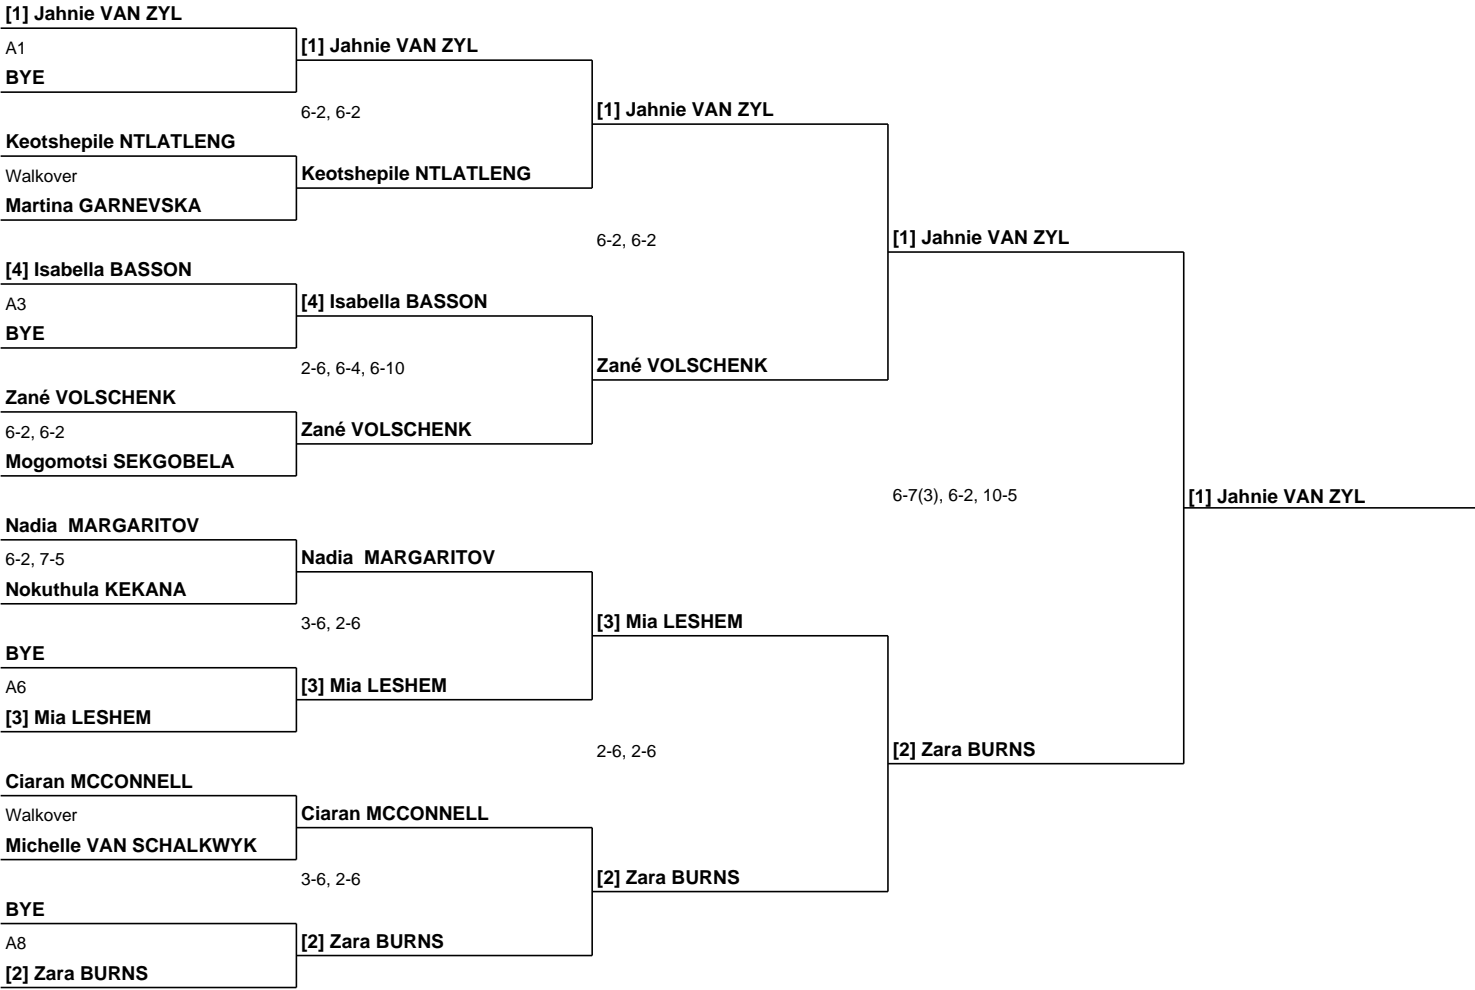 [1] Jahnie VAN ZYL
A1
BYE
Keotshepile NTLATLENG
Walkover
Martina GARNEVSKA
[4] Isabella BASSON
A3
BYE
Zané VOLSCHENK
6-2, 6-2
Mogomotsi SEKGOBELA
Nadia  MARGARITOV
6-2, 7-5
Nokuthula KEKANA
BYE
A6
[3] Mia LESHEM
Ciaran MCCONNELL
Walkover
Michelle VAN SCHALKWYK
BYE
A8
[2] Zara BURNS
[1] Jahnie VAN ZYL
6-2, 6-2
Keotshepile NTLATLENG
[4] Isabella BASSON
2-6, 6-4, 6-10
Zané VOLSCHENK
Nadia  MARGARITOV
3-6, 2-6
[3] Mia LESHEM
Ciaran MCCONNELL
3-6, 2-6
[2] Zara BURNS
[1] Jahnie VAN ZYL
6-2, 6-2
Zané VOLSCHENK
[3] Mia LESHEM
2-6, 2-6
[2] Zara BURNS
[1] Jahnie VAN ZYL
6-7(3), 6-2, 10-5
[2] Zara BURNS
[1] Jahnie VAN ZYL